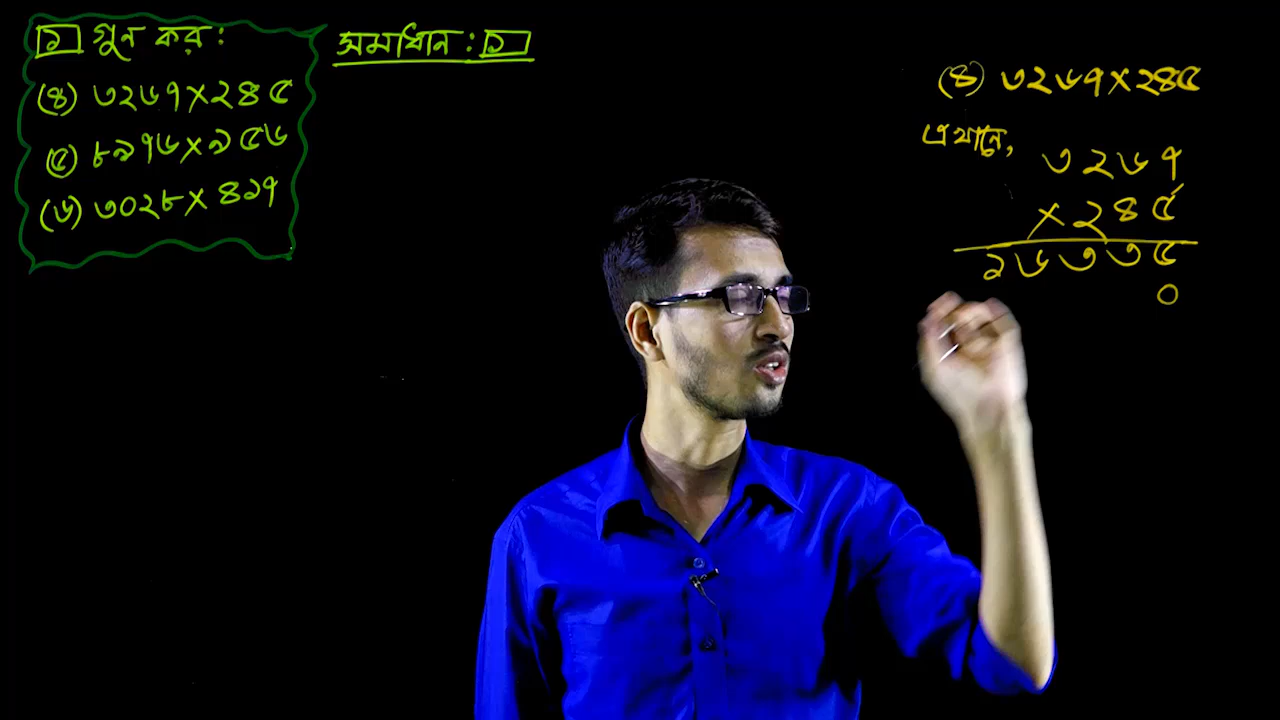 ১ গুন কর:
(৪) ৩২৬৭×২৪৫
(৫) ৮৯৭৬×৯৫৬
(৬) ৩০২৮×৪১৭
সমাধান: ১
(৪) ৩২৬৭×২৪৫
এখানে,
৩২৬৭
×২৪৫
১৬৩৩৫
০